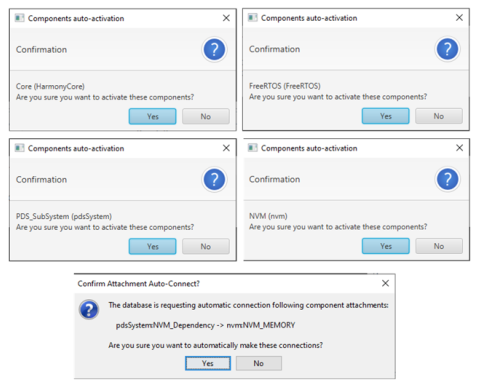 Components auto-activation
Confirmation
Core (HarmonyCore)
Are you sure you want to activate these components?
Yes No
Components auto-activation
Confirmation
FreeRTOS (FreeRTOS)
Are you sure you want to activate these components?
Yes No
Components auto-activation
Confirmation
PDS_SubSystem (pdsSystem)
Are you sure you want to activate these components?
Yes No
Components auto-activation
Confirmation
NVM (nvm)
Are you sure you want to activate these components?
Yes No
Confirm Attachment Auto-Connect?
The database is requesting automatic connection following component attachments:
pdsSystem:NVM_Dependency -> nvm:NVM_MEMORY
Are you sure you want to automatically make these connections?
Yes No